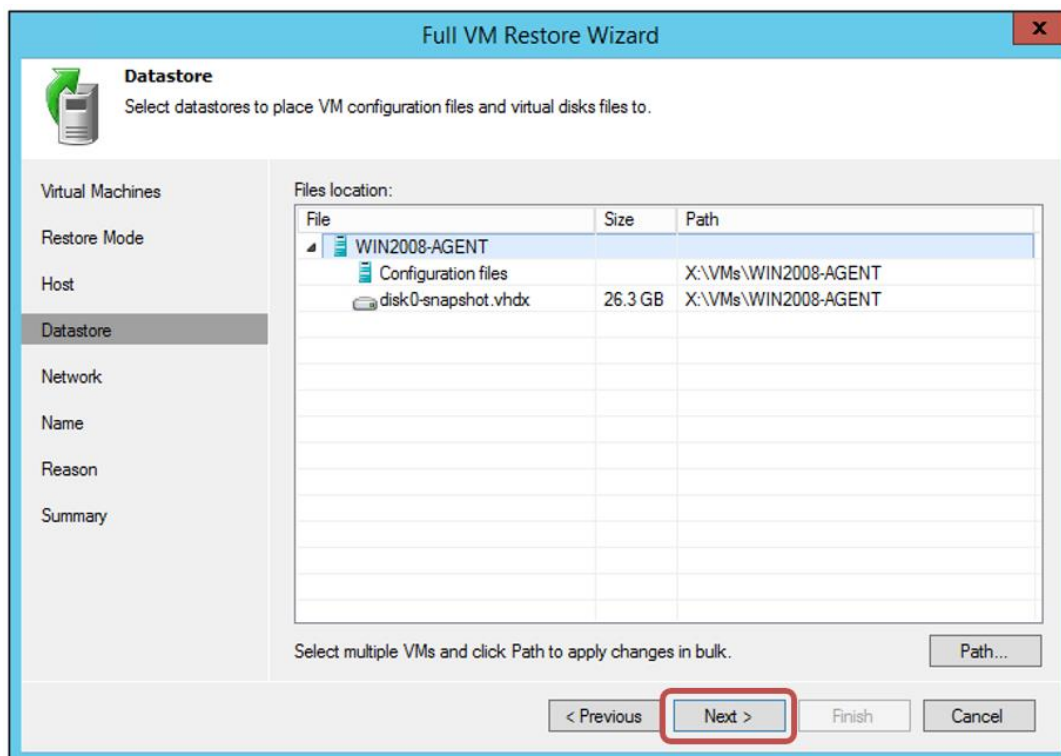 Full VM Restore Wizard
x
Datastore
Select datastores to place VM configuration files and virtual disks files to.
Virtual Machines
Restore Mode
Host
Datastore
Network
Name
Reason
Summary
Files location:
File Size Path
WIN2008-AGENT
Configuration files X:\VMs\WIN2008-AGENT
disk0-snapshot.vhdx 26.3 GB X:\VMs\WIN2008-AGENT
Select multiple VMs and click Path to apply changes in bulk.
Path...
< Previous Next > Finish Cancel